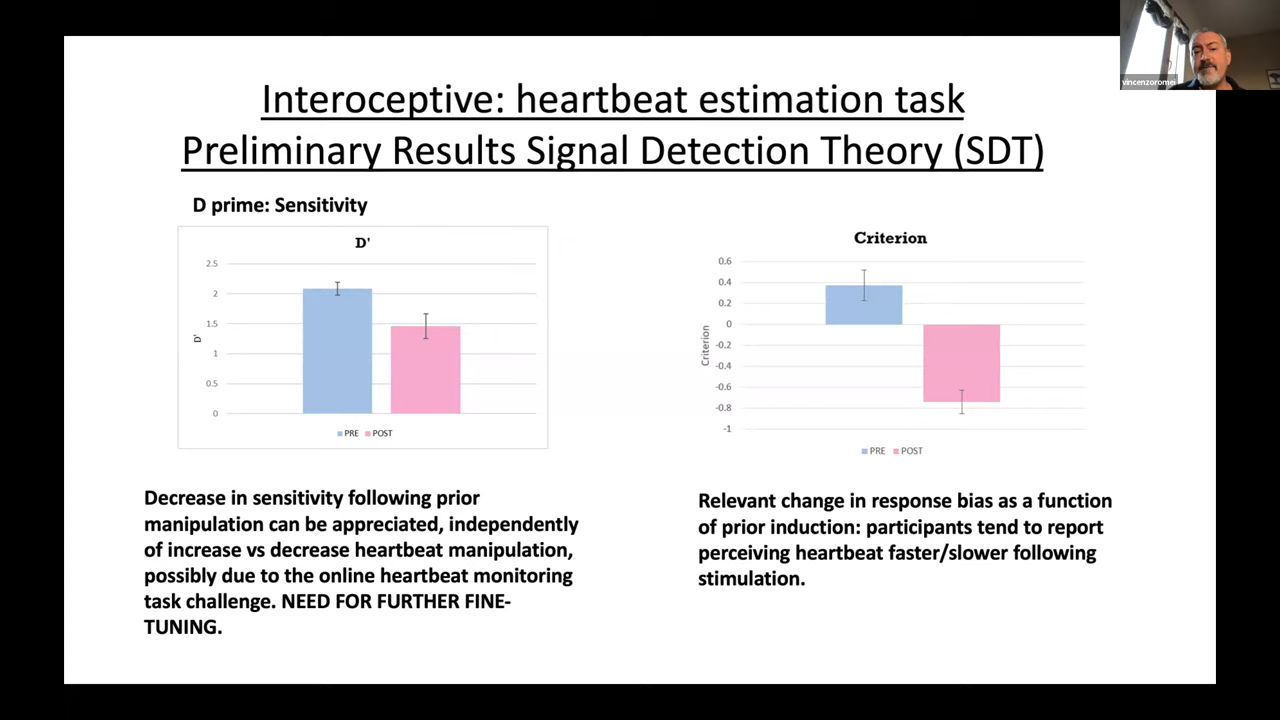 vincenzoromei
Interoceptive: heartbeat estimation task
Preliminary Results Signal Detection Theory (SDT)
D prime: Sensitivity
D'
2.5
2
1.5
1
0.5
0
D'
PRE POST
Decrease in sensitivity following prior
manipulation can be appreciated, independently
of increase vs decrease heartbeat manipulation,
possibly due to the online heartbeat monitoring
task challenge. NEED FOR FURTHER FINE-
TUNING.
Criterion
0.6
0.4
0.2
0
-0.2
-0.4
-0.6
-0.8
-1
Criterion
PRE POST
Relevant change in response bias as a function
of prior induction: participants tend to report
perceiving heartbeat faster/slower following
stimulation.